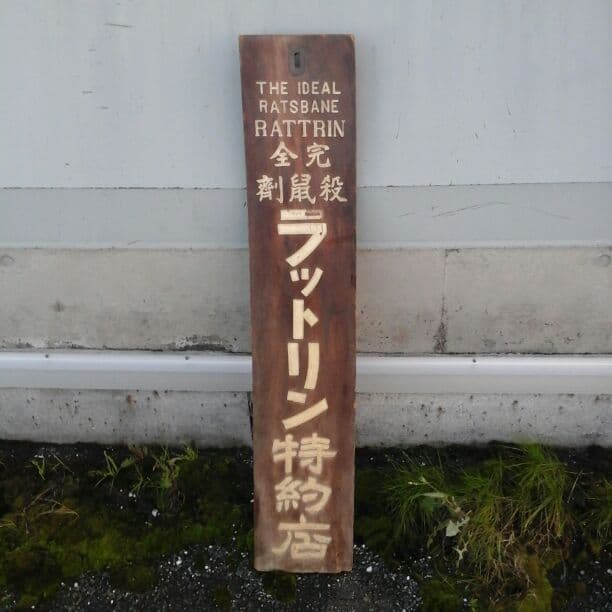 THE IDEAL
RATSBANE
RATTRIN
全完
劑鼠殺
ラットリン
特約店